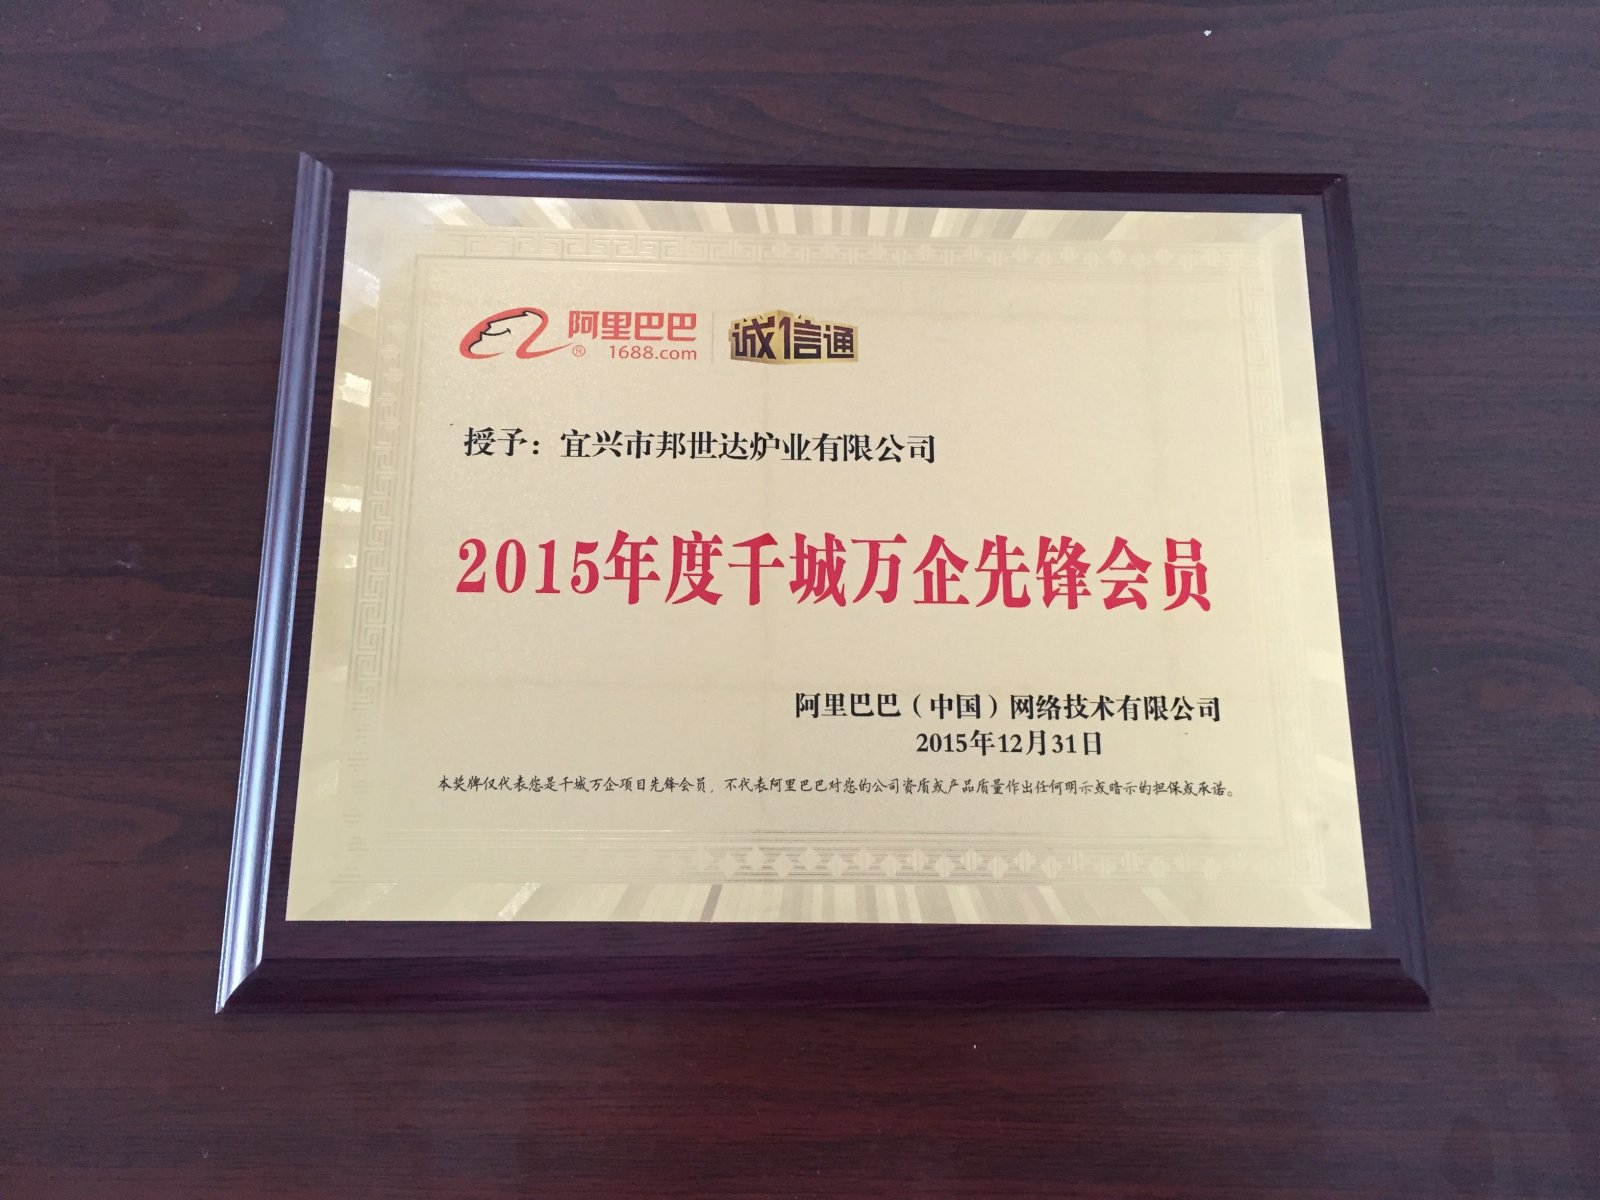 阿里巴巴 诚信通
® 1688.com
授予：宜兴市邦世达炉业有限公司
2015年度千城万企先锋会员
阿里巴巴（中国）网络技术有限公司
2015年12月31日
本奖牌仅代表您是千城万企项目先锋会员，不代表阿里巴巴对您的公司资质或产品质量作出任何明示或暗示的担保或承诺。